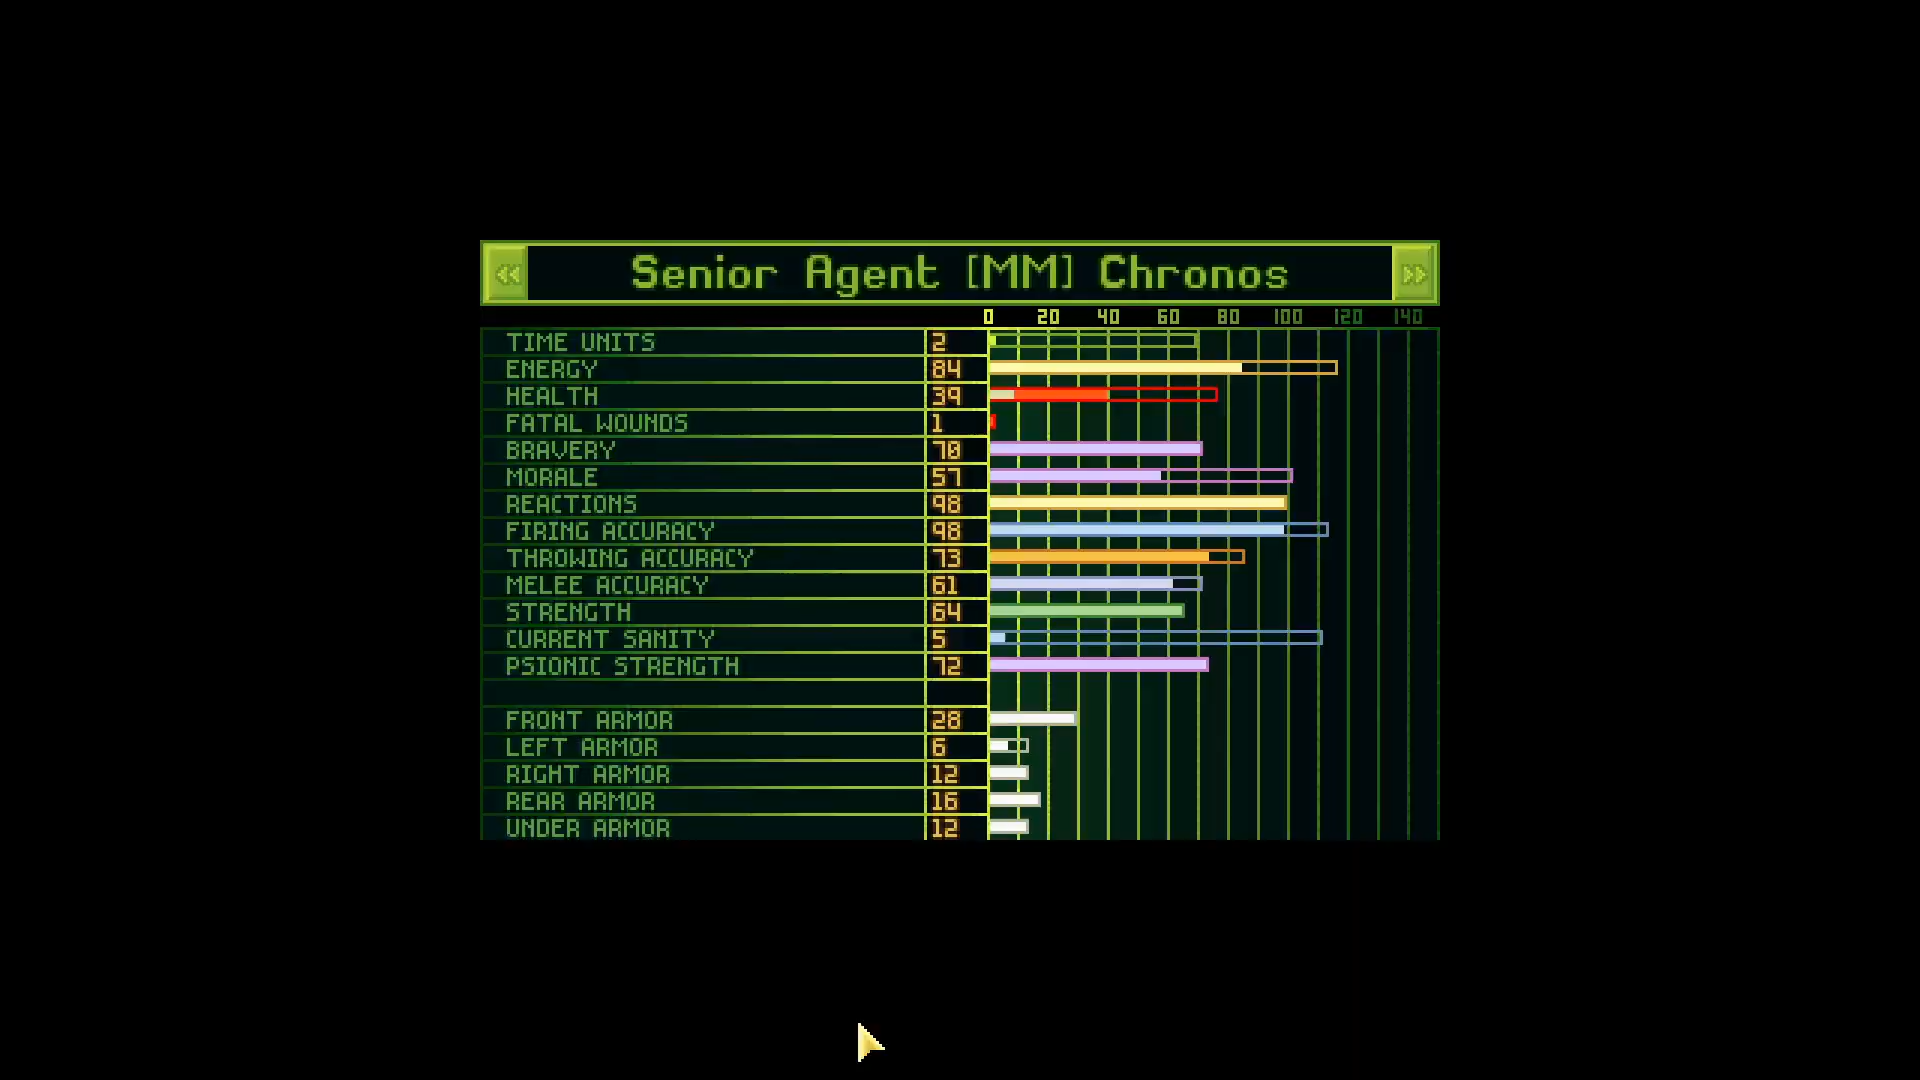 « Senior Agent [MM] Chronos »
0 20 40 60 80 100 120 140
TIME UNITS 2
ENERGY 84
HEALTH 39
FATAL WOUNDS 1
BRAVERY 70
MORALE 57
REACTIONS 98
FIRING ACCURACY 98
THROWING ACCURACY 73
MELEE ACCURACY 61
STRENGTH 64
CURRENT SANITY 5
PSIONIC STRENGTH 72
FRONT ARMOR 28
LEFT ARMOR 6
RIGHT ARMOR 12
REAR ARMOR 16
UNDER ARMOR 12